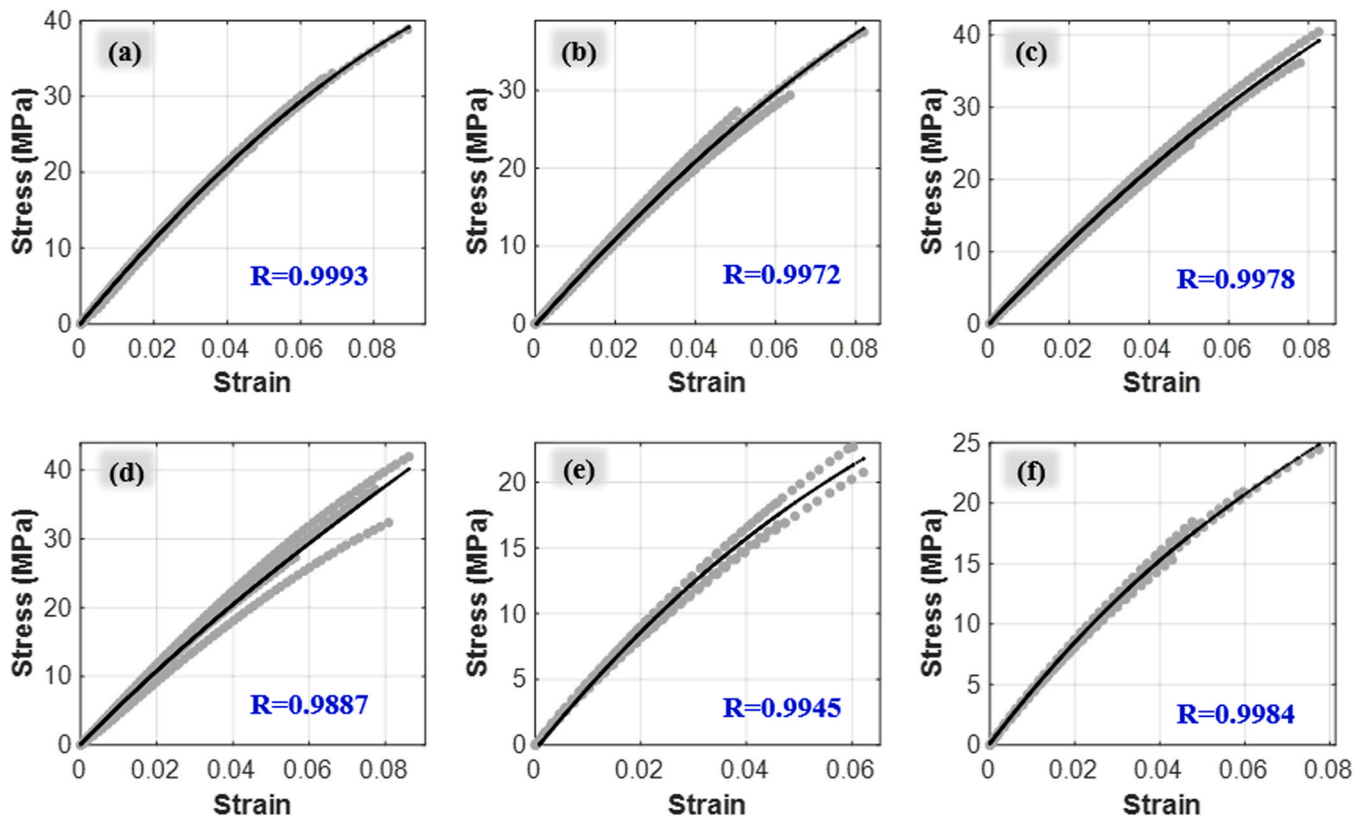 (a)
R=0.9993
Stress (MPa)
40
30
20
10
0
0 0.02 0.04 0.06 0.08
Strain
(b)
R=0.9972
Stress (MPa)
30
20
10
0
0 0.02 0.04 0.06 0.08
Strain
(c)
R=0.9978
Stress (MPa)
40
30
20
10
0
0 0.02 0.04 0.06 0.08
Strain
(d)
R=0.9887
Stress (MPa)
40
30
20
10
0
0 0.02 0.04 0.06 0.08
Strain
(e)
R=0.9945
Stress (MPa)
20
15
10
5
0
0 0.02 0.04 0.06
Strain
(f)
R=0.9984
Stress (MPa)
25
20
15
10
5
0
0 0.02 0.04 0.06 0.08
Strain